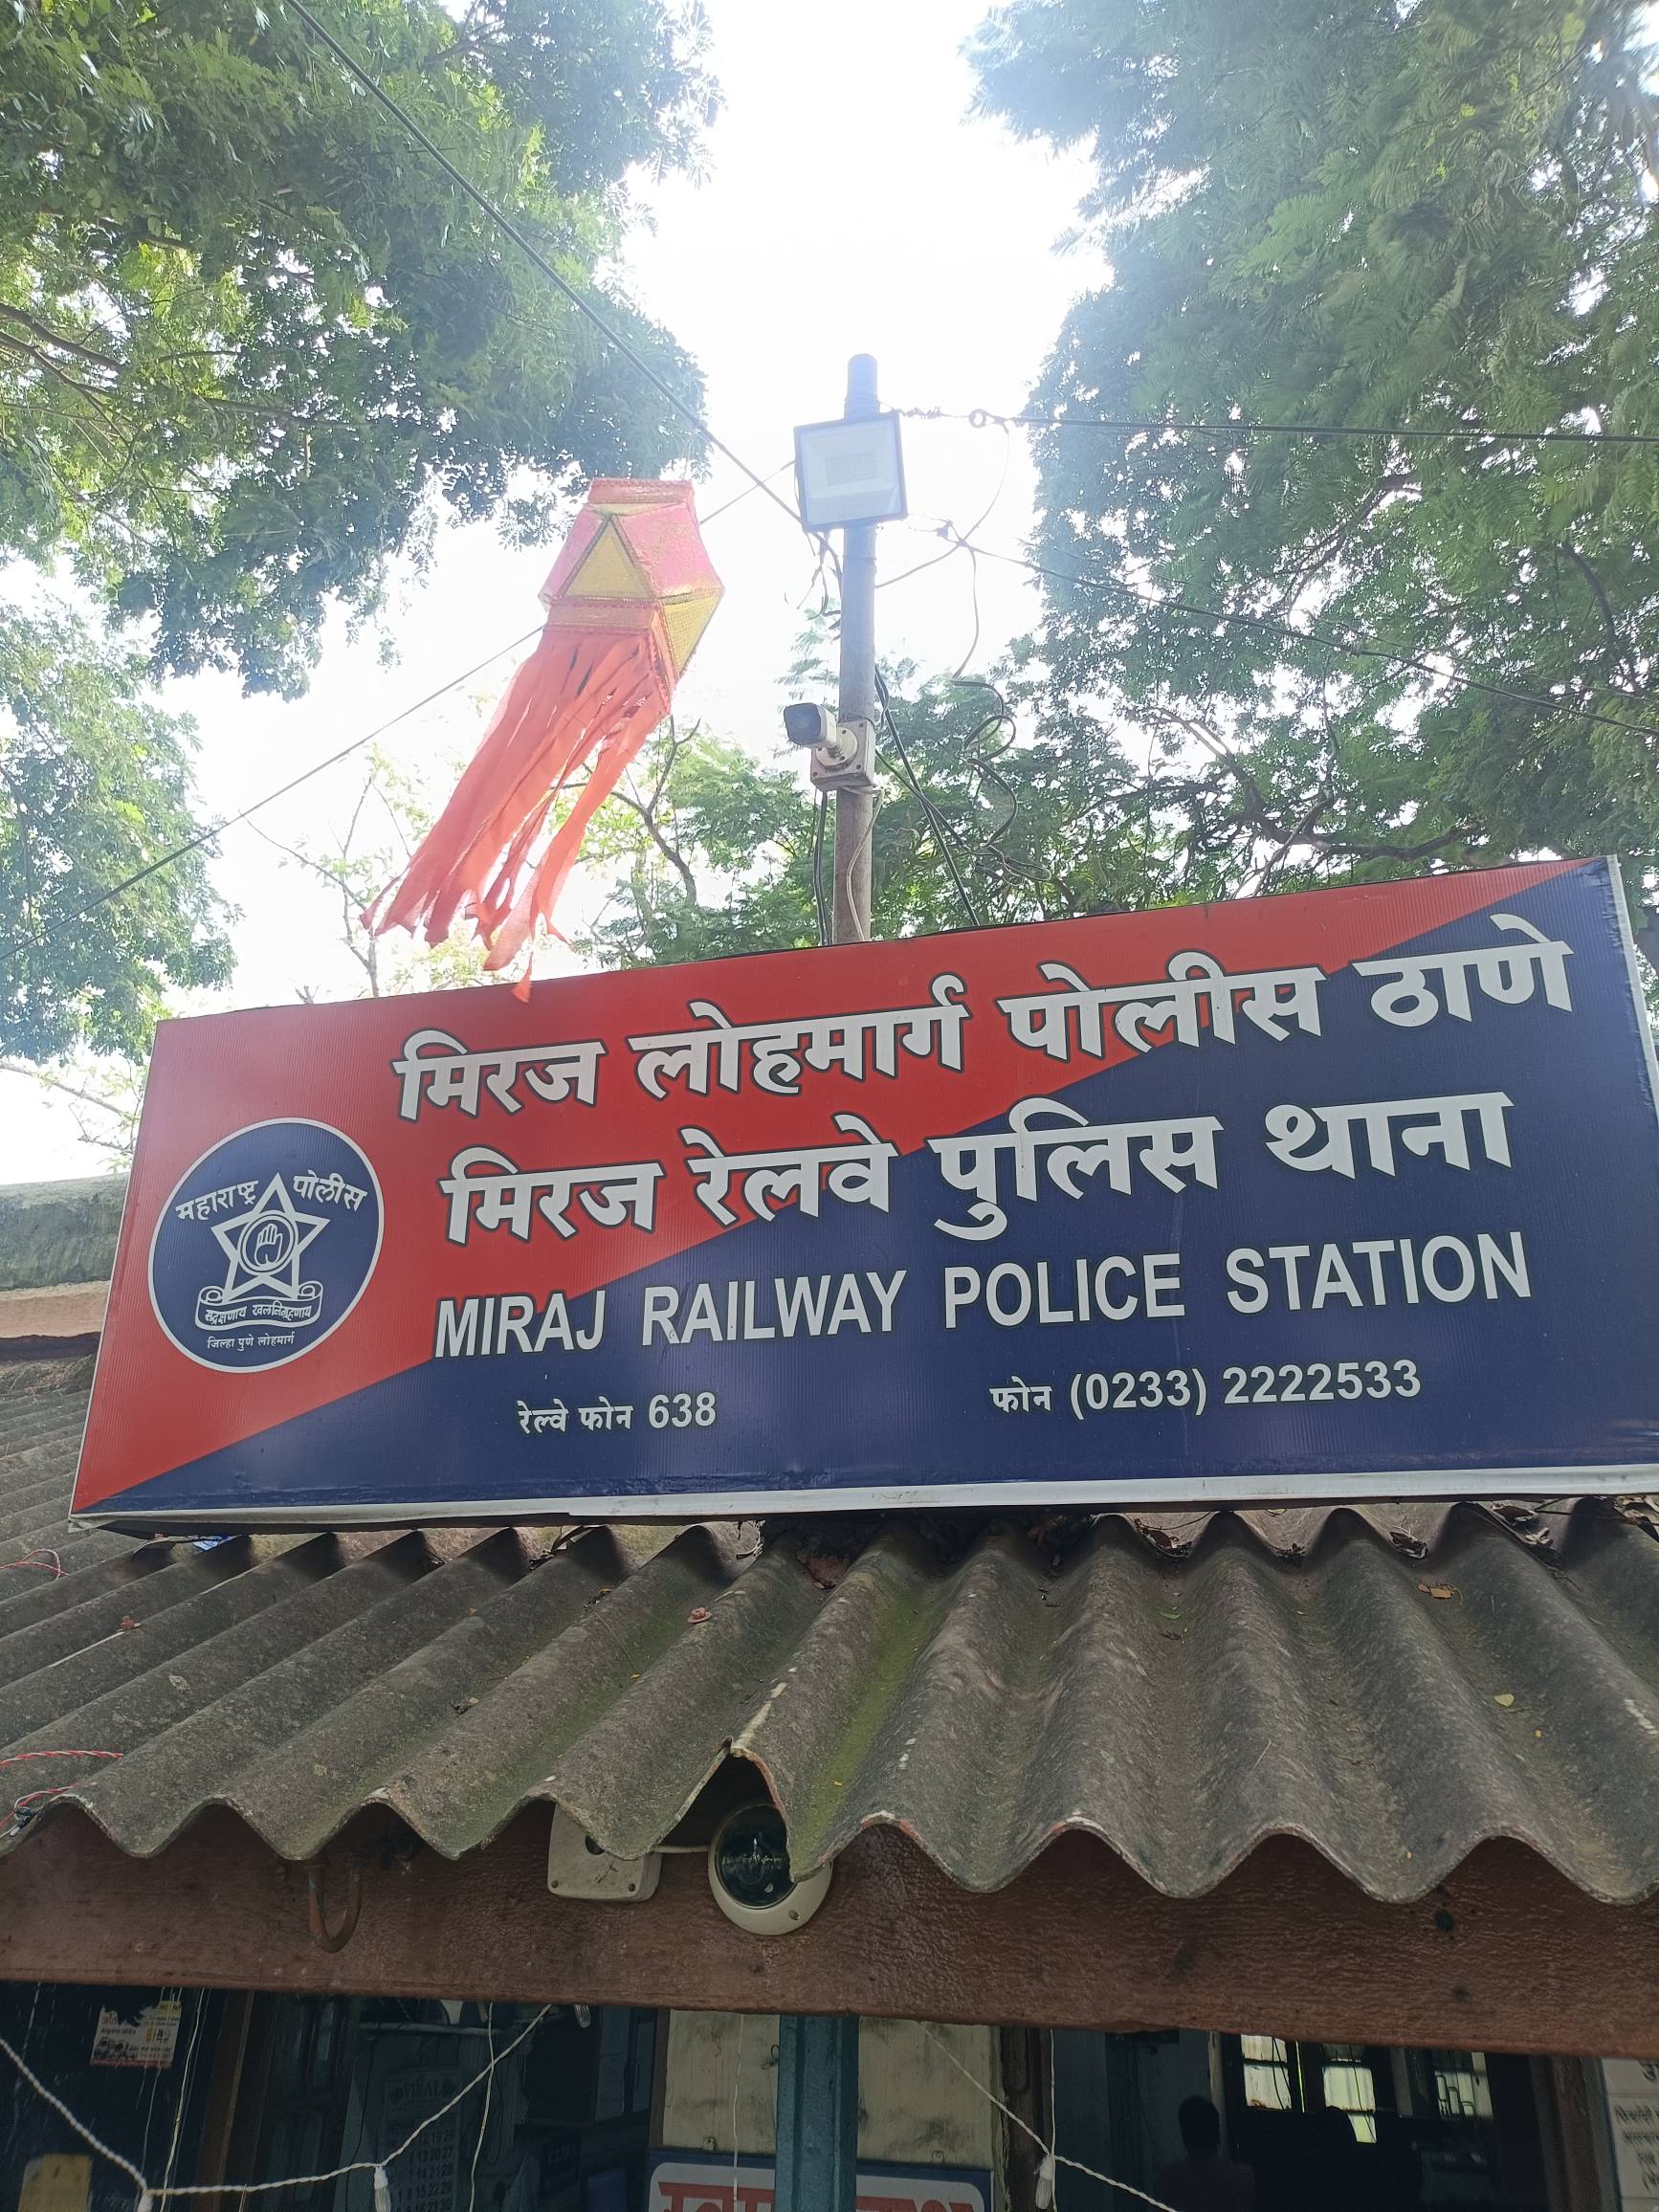 मिरज लोहमार्ग पोलीस ठाणे
मिरज रेलवे पुलिस थाना
MIRAJ RAILWAY POLICE STATION
रेल्वे फोन 638 फोन (0233) 2222533
महाराष्ट्र पोलीस
सद्रक्षणाय खलनिग्रहणाय
जिल्हा पुणे लोहमार्ग